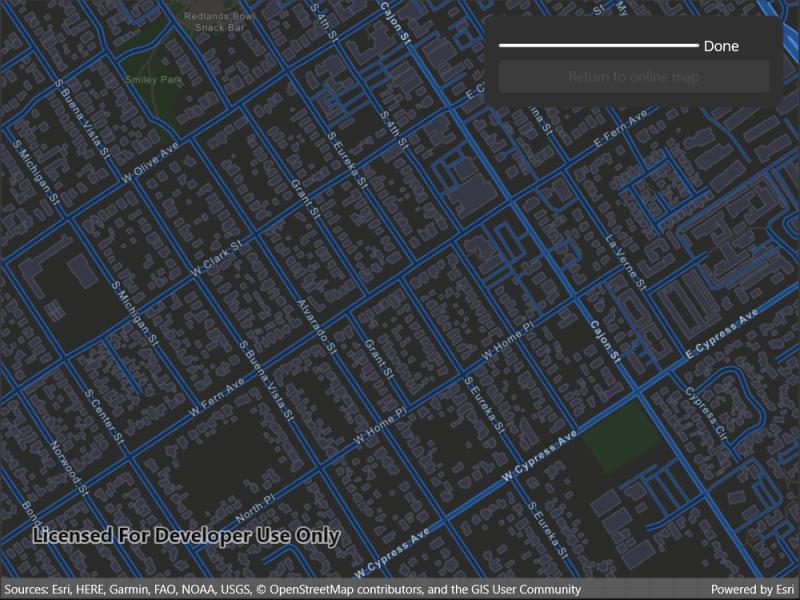 Redlands Bowl
Snack Bar
S 4th St
Cajon St
My
Done
Smiley Park
Return to online map
S Buena Vista St
S Michigan St
W Olive Ave
S Eureka St
S 4th St
E Fern Ave
Grant St
W Clark St
La Verne St
S Michigan St
Alvarado St
W Home Pl
Cajon St
E Cypress Ave
S Buena Vista St
Grant St
W Fern Ave
S Center St
S Eureka St
Cypress Cir
W Home Pl
Norwood St
W Cypress Ave
North Pl
Bond
S Eureka St
Licensed For Developer Use Only
W Cypress Ave
Sources: Esri, HERE, Garmin, FAO, NOAA, USGS, © OpenStreetMap contributors, and the GIS User Community
Powered by Esri